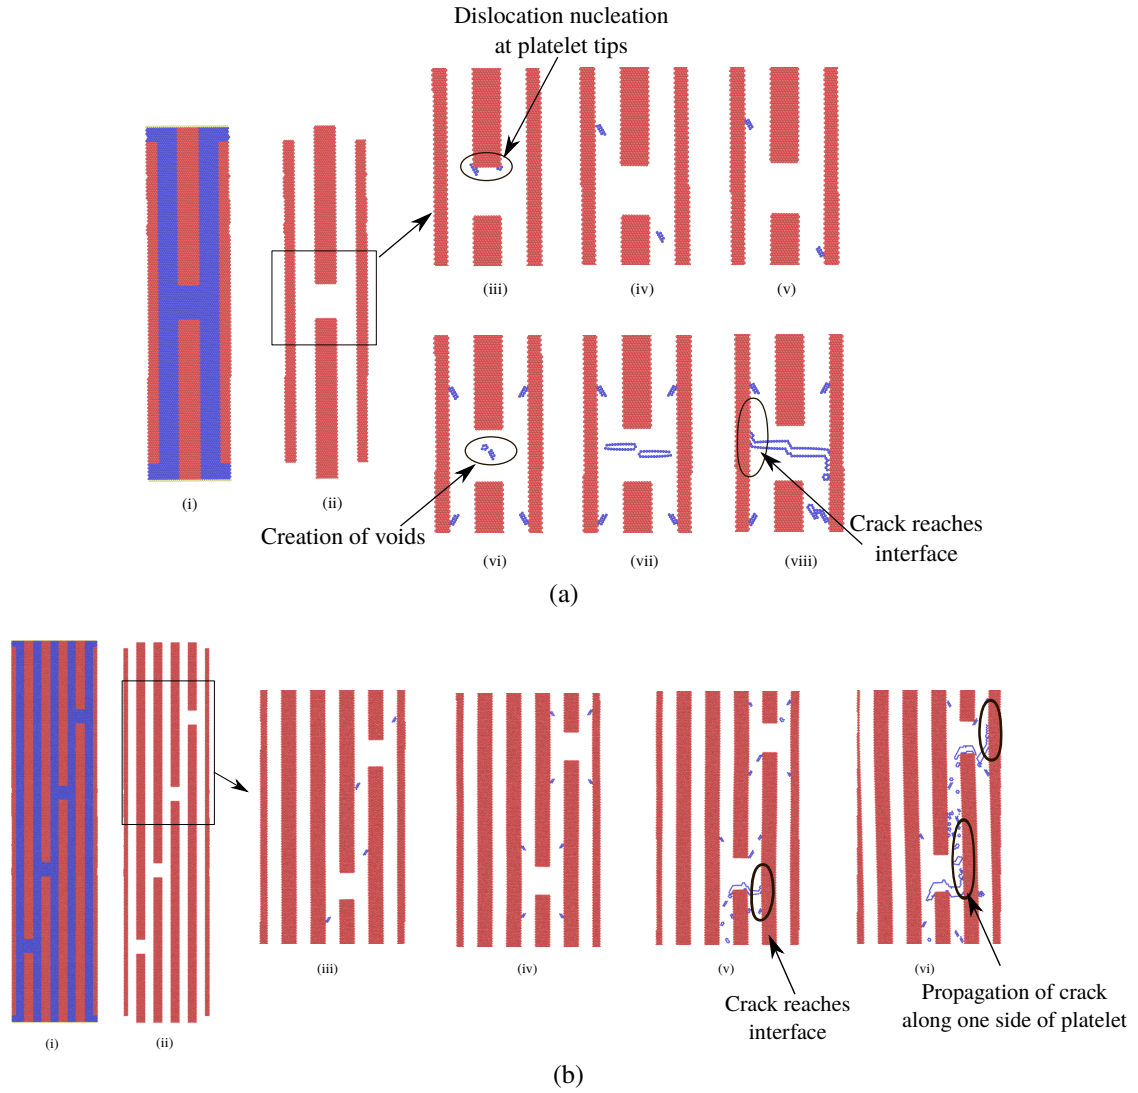 Dislocation nucleation
at platelet tips
(iii)
(iv)
(v)
(i)
(ii)
Creation of voids
Crack reaches
interface
(vi)
(vii)
(viii)
(a)
(iii)
(iv)
(v)
(vi)
Crack reaches
interface
Propagation of crack
along one side of platelet
(i)
(ii)
(b)